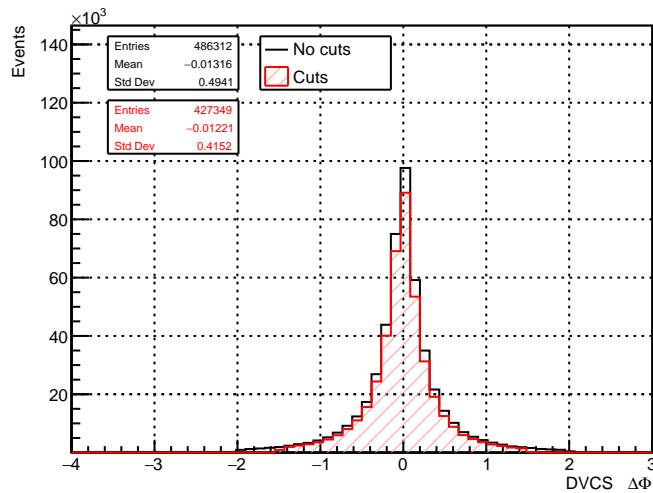 ×10³
Events
140
120
100
80
60
40
20
Entries 486312
Mean −0.01316
Std Dev 0.4941
Entries 427349
Mean −0.01221
Std Dev 0.4152
No cuts
Cuts
−4 −3 −2 −1 0 1 2 3
DVCS ΔΦ